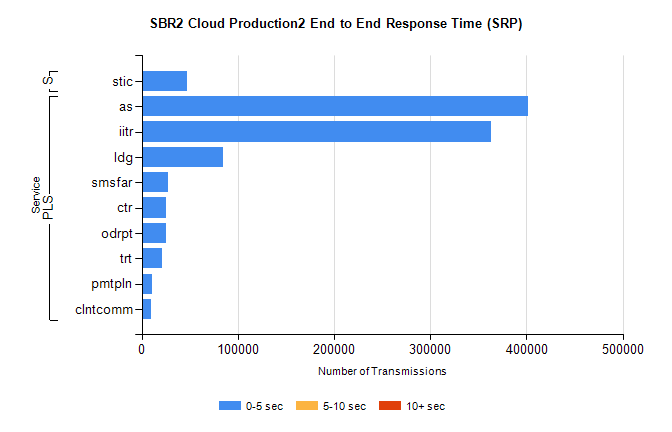 SBR2 Cloud Production2 End to End Response Time (SRP)
S
stic
as
iitr
ldg
smsfar
Service
PLS
ctr
odrpt
trt
pmtpln
clntcomm
0
100000
200000
300000
400000
500000
Number of Transmissions
0-5 sec
5-10 sec
10+ sec